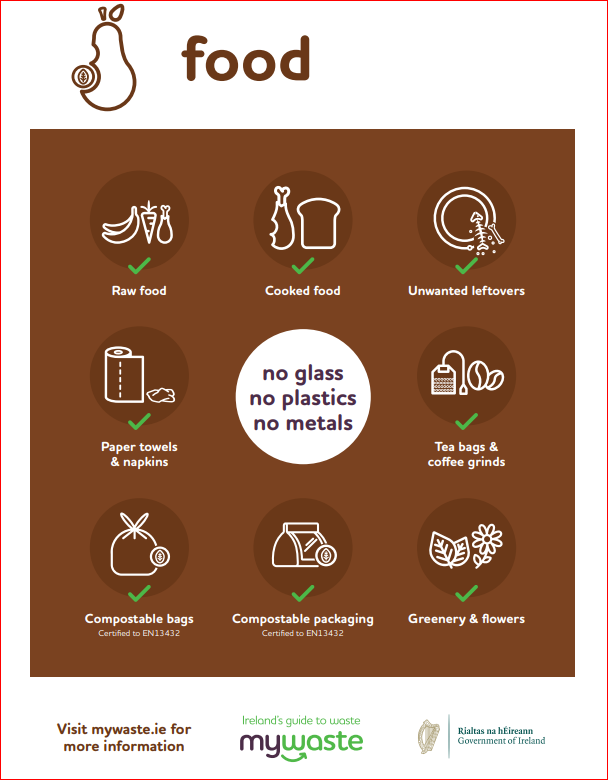 food
Raw food
Cooked food
Unwanted leftovers
Paper towels
& napkins
no glass
no plastics
no metals
Tea bags &
coffee grinds
Compostable bags
Certified to EN13432
Compostable packaging
Certified to EN13432
Greenery & flowers
Visit mywaste.ie for
more information
Ireland's guide to waste
mywaste
Rialtas na hÉireann
Government of Ireland